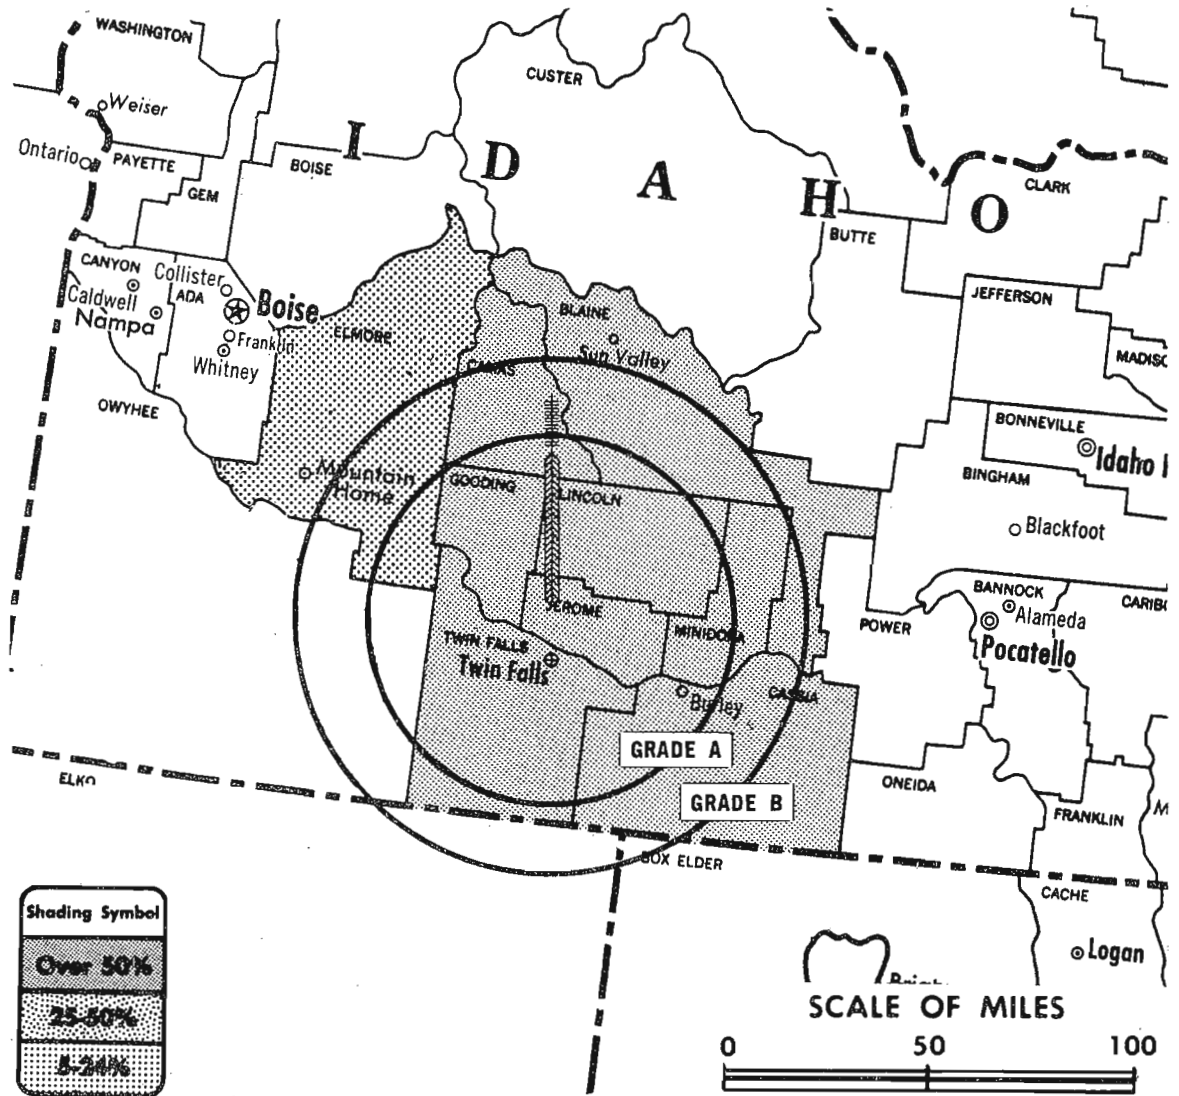 WASHINGTON
CUSTER
Weiser
I D A H O
Ontario
PAYETTE
BOISE
GEM
CLARK
BUTTE
CANYON
Collister
ADA
Caldwell
Boise
Nampa
BLAINE
JEFFERSON
ELMORE
Franklin
Sun Valley
Whitney
CAMAS
MADISC
OWYHEE
BONNEVILLE
Idaho
Mountain
Home
GOODING
LINCOLN
BINGHAM
Blackfoot
JEROME
BANNOCK
CARIB
Alameda
POWER
MINIDOKA
TWIN FALLS
Twin Falls
Pocatello
CASSIA
Burley
GRADE A
ELKO
ONEIDA
GRADE B
FRANKLIN
M
BOX ELDER
CACHE
Shading Symbol
Over 50%
25-50%
5-24%
Logan
SCALE OF MILES
0 50 100